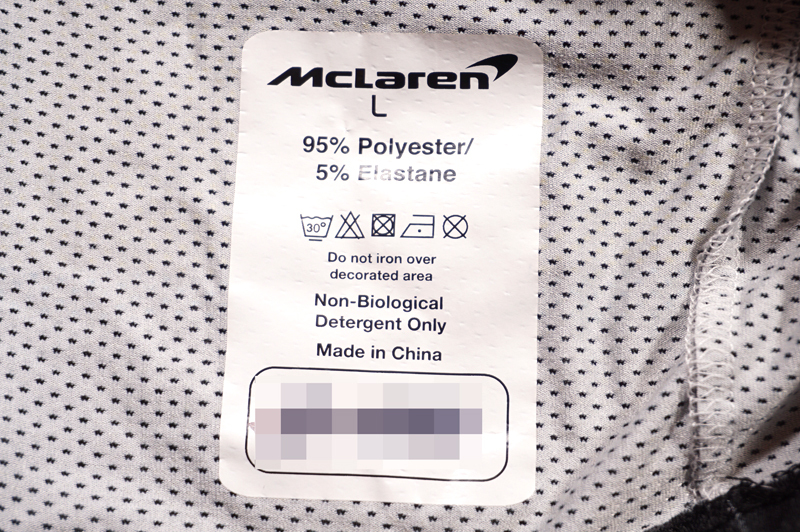 McLaren
L
95% Polyester/
5% Elastane
30°
Do not iron over
decorated area
Non-Biological
Detergent Only
Made in China